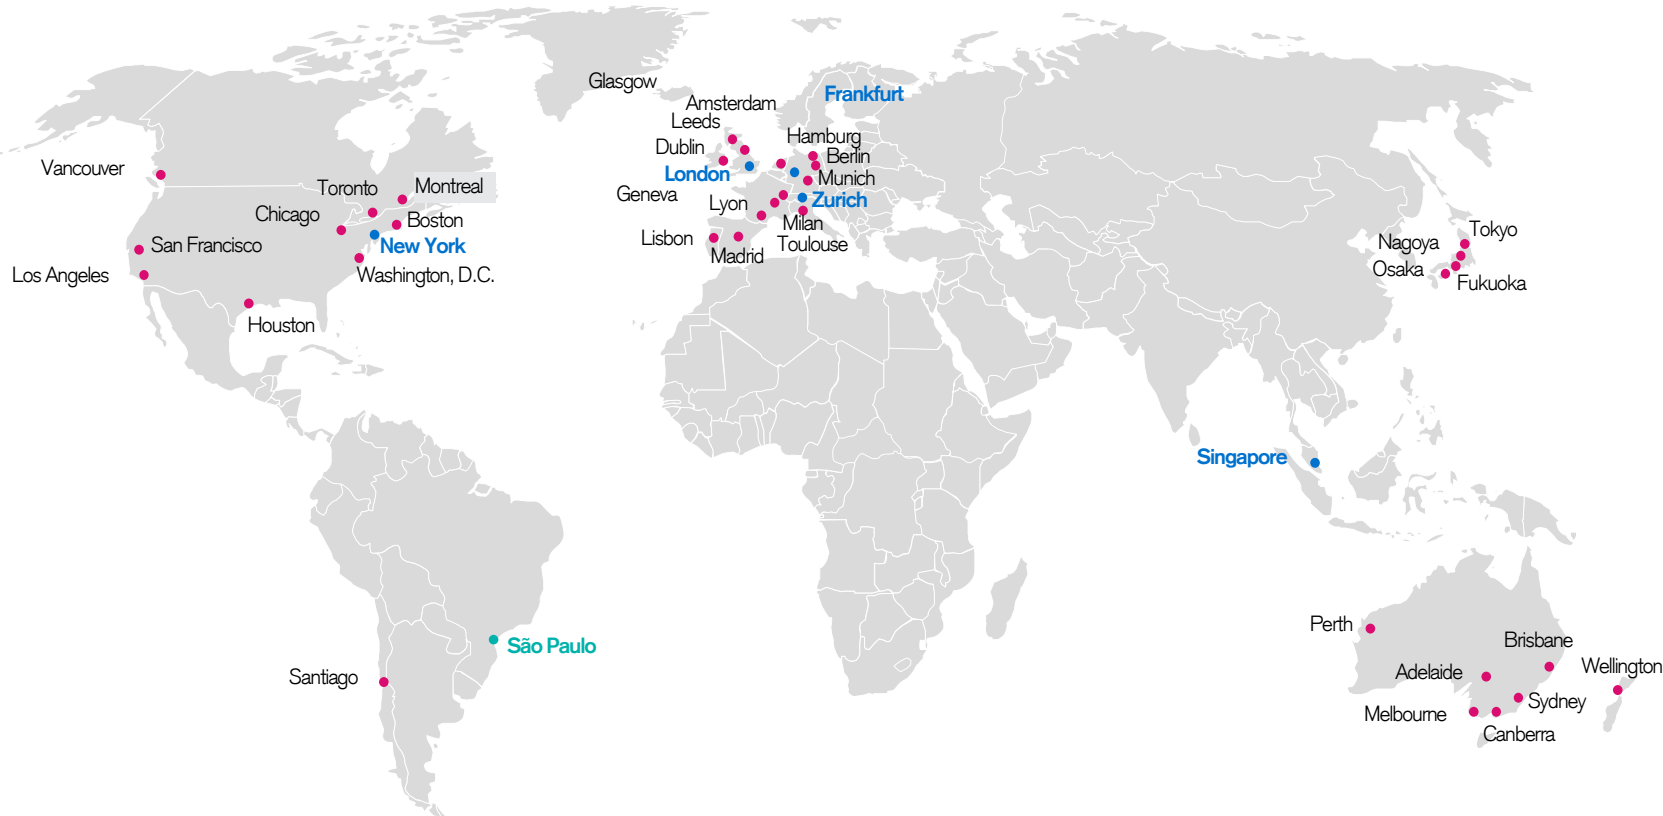 Glasgow
Frankfurt
Amsterdam
Leeds
Hamburg
Dublin
Berlin
Vancouver
London
Munich
Toronto
Montreal
Geneva
Lyon
Zurich
Chicago
Boston
Milan
Lisbon
Toulouse
San Francisco
New York
Madrid
Tokyo
Nagoya
Los Angeles
Washington, D.C.
Osaka
Fukuoka
Houston
Singapore
Perth
Brisbane
São Paulo
Wellington
Santiago
Adelaide
Sydney
Melbourne
Canberra